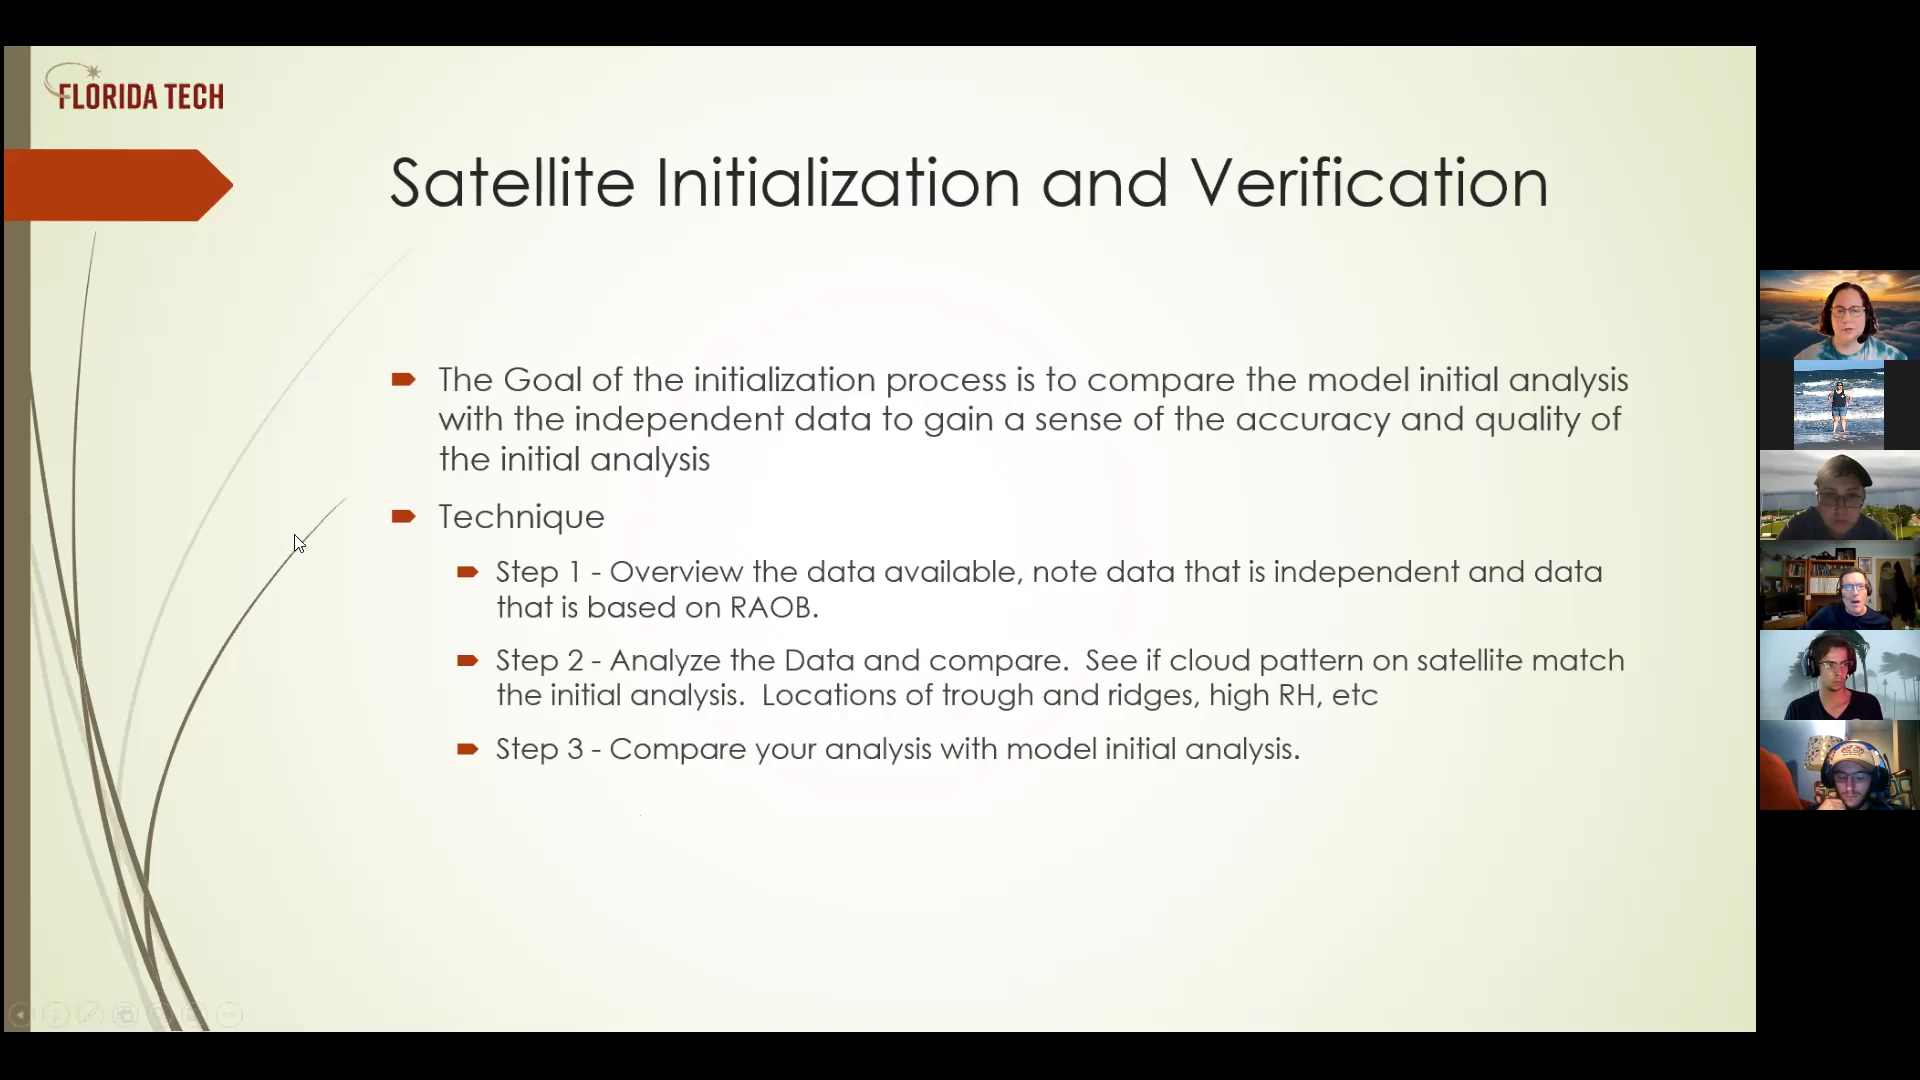 FLORIDA TECH
Satellite Initialization and Verification
The Goal of the initialization process is to compare the model initial analysis
with the independent data to gain a sense of the accuracy and quality of
the initial analysis
Technique
Step 1 - Overview the data available, note data that is independent and data
that is based on RAOB.
Step 2 - Analyze the Data and compare.  See if cloud pattern on satellite match
the initial analysis.  Locations of trough and ridges, high RH, etc
Step 3 - Compare your analysis with model initial analysis.